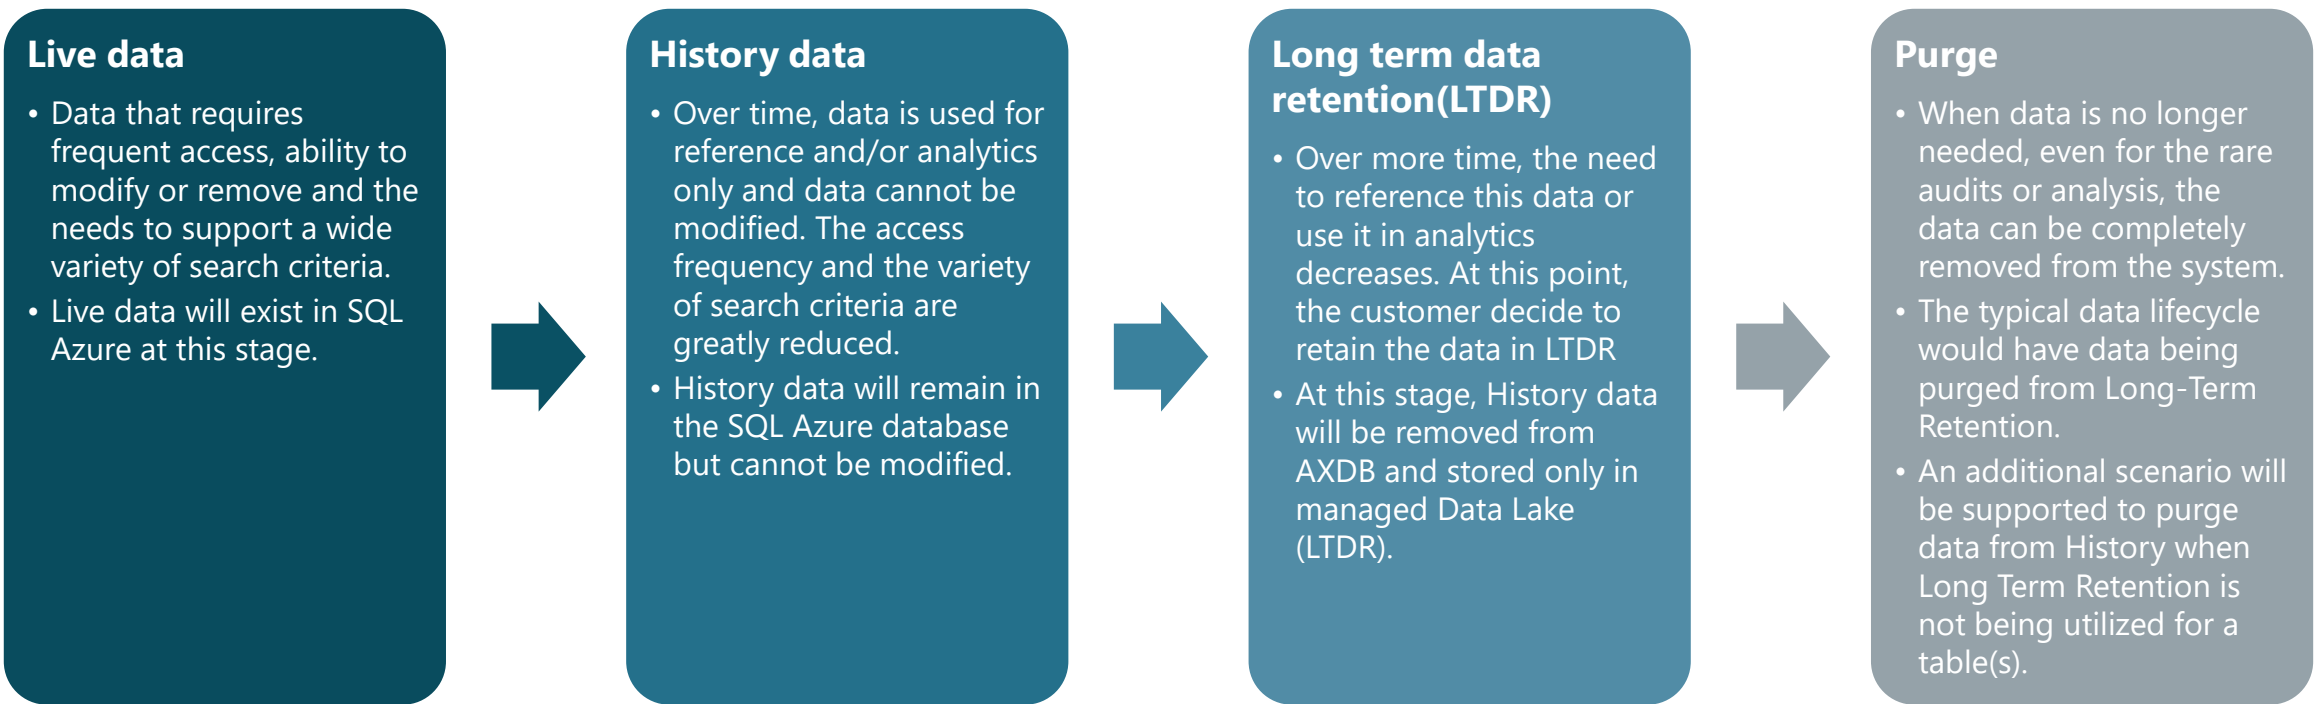 Live data
• Data that requires
frequent access, ability to
modify or remove and the
needs to support a wide
variety of search criteria.
• Live data will exist in SQL
Azure at this stage.
History data
• Over time, data is used for
reference and/or analytics
only and data cannot be
modified. The access
frequency and the variety
of search criteria are
greatly reduced.
• History data will remain in
the SQL Azure database
but cannot be modified.
Long term data
retention(LTDR)
• Over more time, the need
to reference this data or
use it in analytics
decreases. At this point,
the customer decide to
retain the data in LTDR
• At this stage, History data
will be removed from
AXDB and stored only in
managed Data Lake
(LTDR).
Purge
• When data is no longer
needed, even for the rare
audits or analysis, the
data can be completely
removed from the system.
• The typical data lifecycle
would have data being
purged from Long-Term
Retention.
• An additional scenario will
be supported to purge
data from History when
Long Term Retention is
not being utilized for a
table(s).